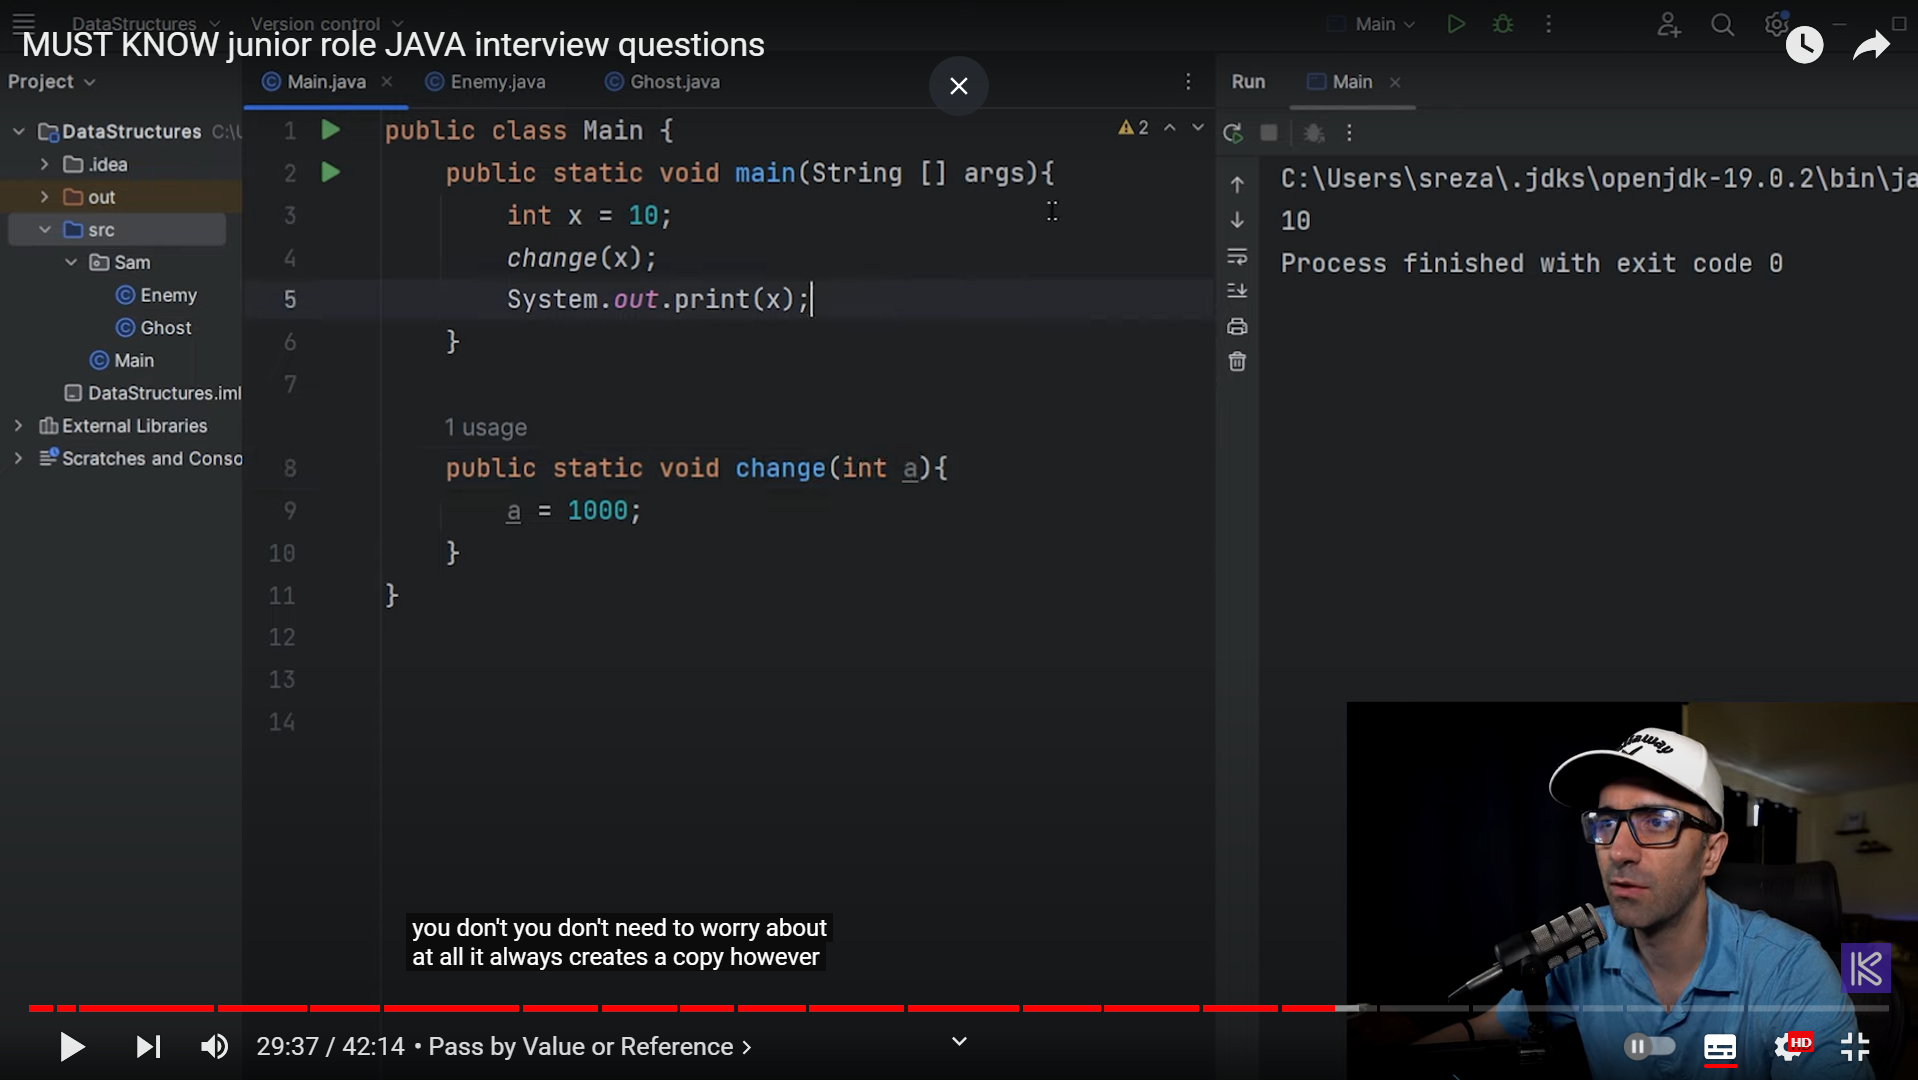 DataStructures
Version control
Main
MUST KNOW junior role JAVA interview questions
Project
Main.java
Enemy.java
Ghost.java
Run
Main
DataStructures C:\U
.idea
out
src
Sam
Enemy
Ghost
Main
DataStructures.iml
External Libraries
Scratches and Conso
2
1 public class Main {
2 public static void main(String [] args){
3 int x = 10;
4 change(x);
5 System.out.print(x);
6 }
7
1 usage
8 public static void change(int a){
9 a = 1000;
10 }
11 }
12
13
14
C:\Users\sreza\.jdks\openjdk-19.0.2\bin\ja
10
Process finished with exit code 0
you don't you don't need to worry about
at all it always creates a copy however
29:37 / 42:14 • Pass by Value or Reference
HD